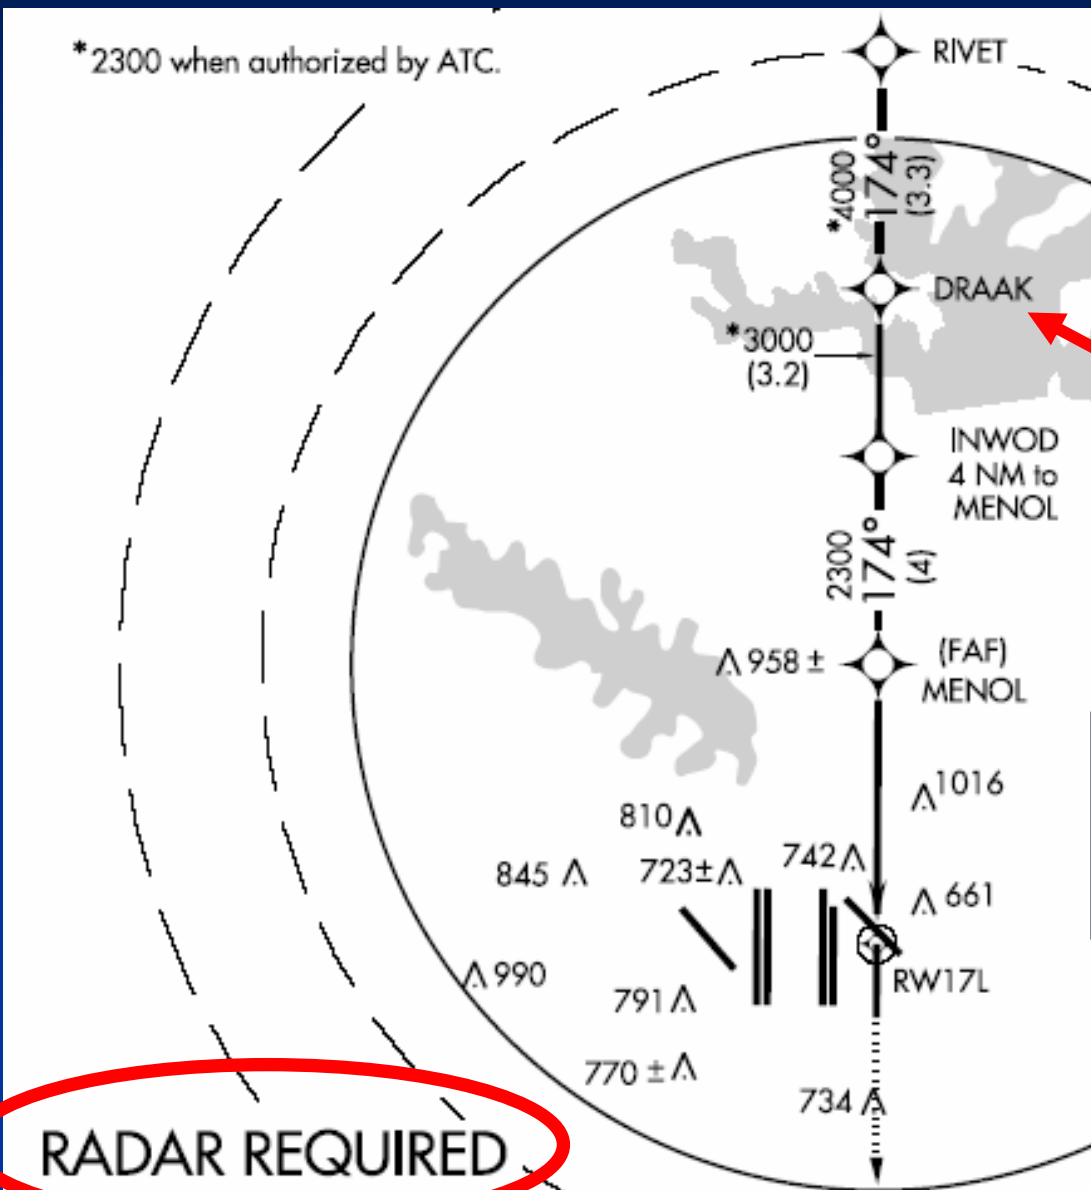 *2300 when authorized by ATC.
RIVET
*4000
174°
(3.3)
DRAAK
*3000
(3.2)
INWOD
4 NM to
MENOL
2300
174°
(4)
958 ±
(FAF)
MENOL
1016
810
742
845
723±
661
990
RW17L
791
770 ±
734
RADAR REQUIRED